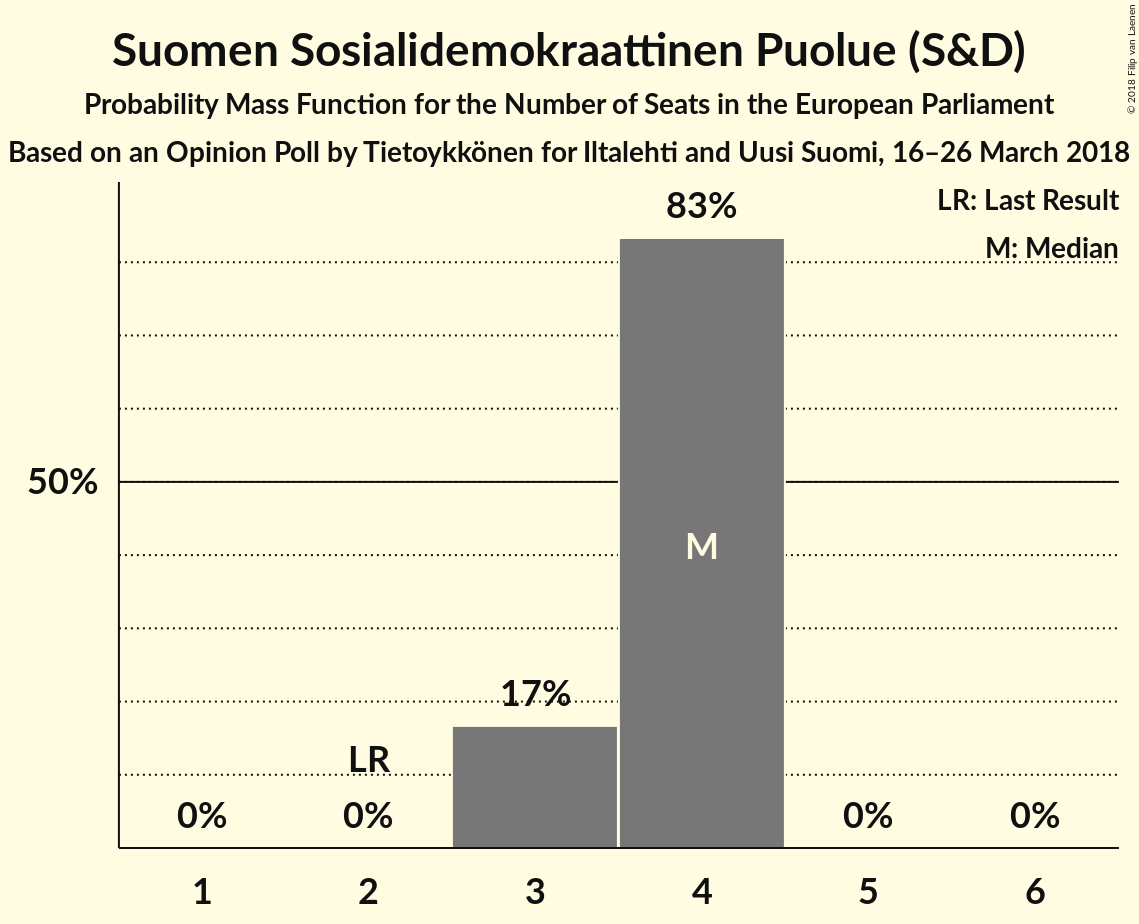 Suomen Sosialidemokraattinen Puolue (S&D)
Probability Mass Function for the Number of Seats in the European Parliament
Based on an Opinion Poll by Tietoykkönen for Iltalehti and Uusi Suomi, 16–26 March 2018
© 2018 Filip van Laenen
LR: Last Result
M: Median
83%
50%
M
17%
LR
0% 0% 0% 0%
1 2 3 4 5 6